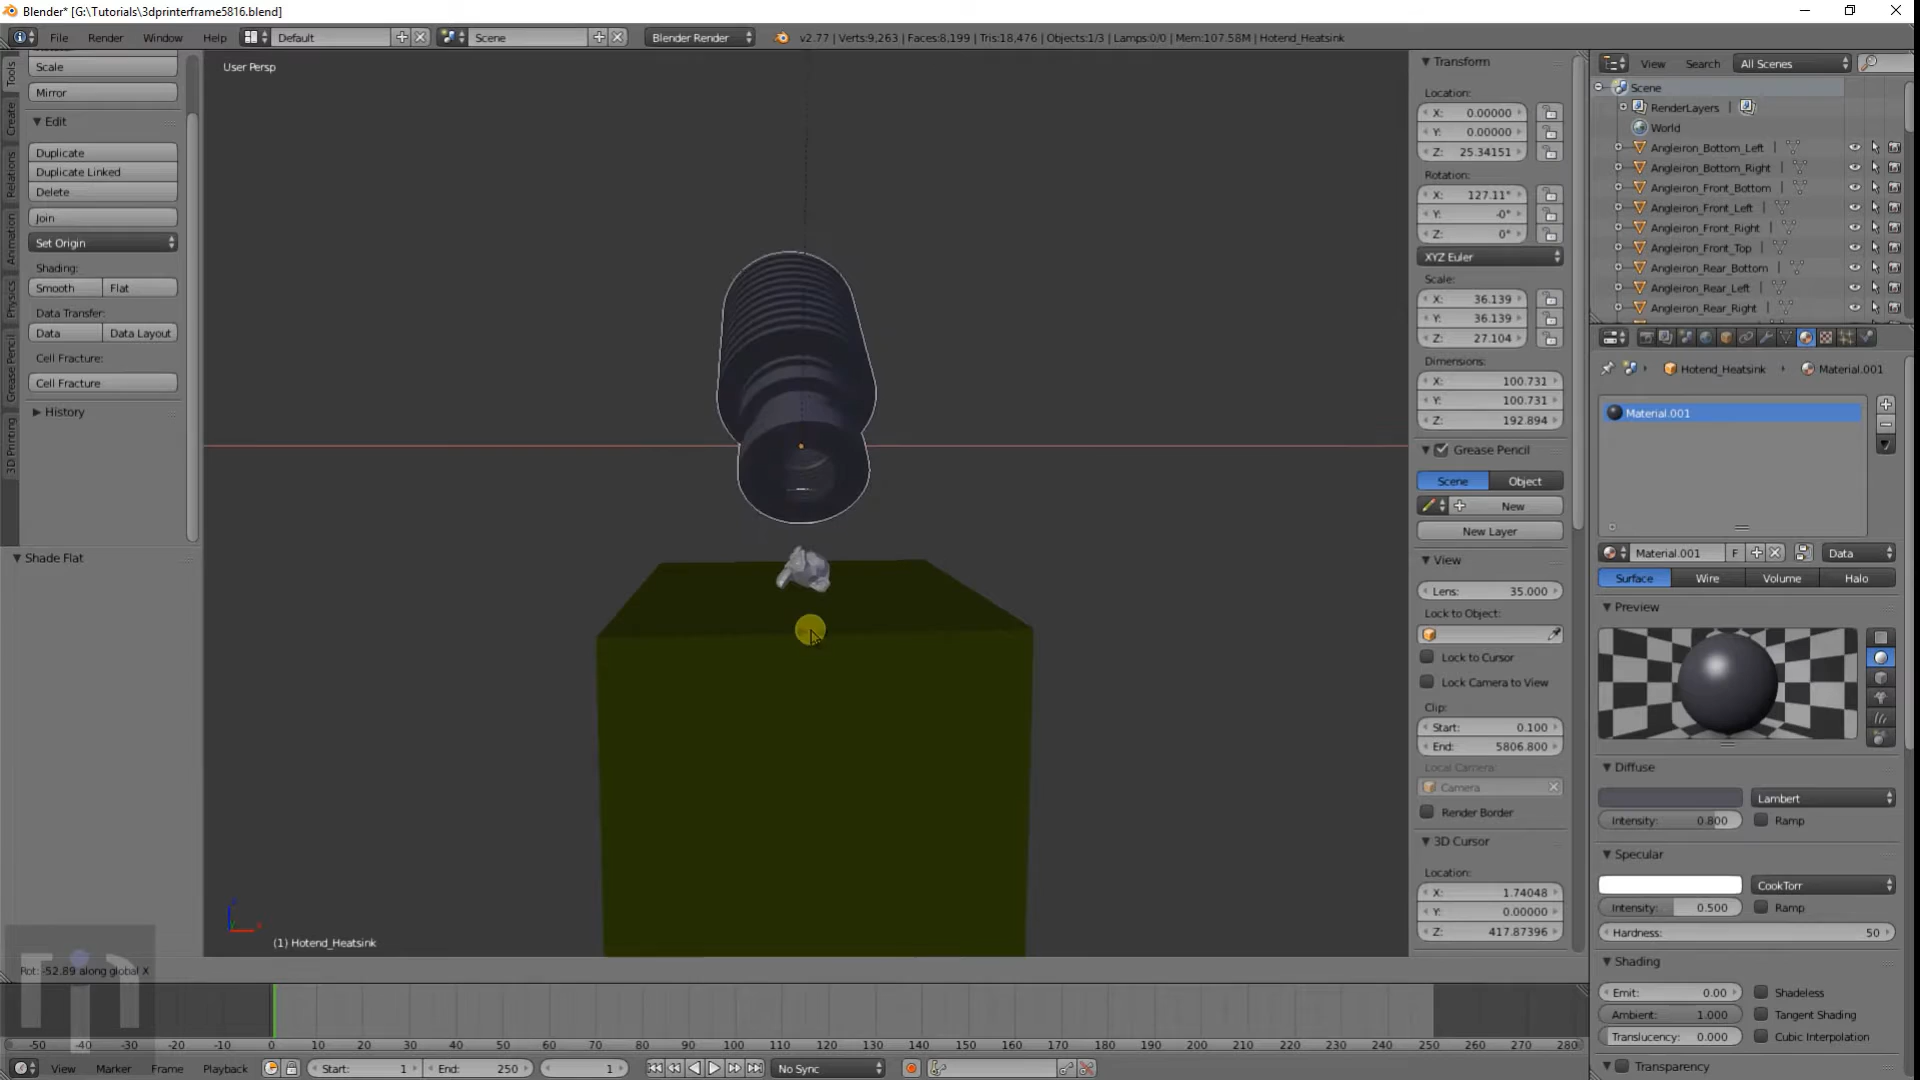 Blender* [G:\Tutorials\3dprinterframe5816.blend]
File Render Window Help Default Scene Blender Render v2.77 | Verts:9,263 | Faces:8,199 | Tris:18,476 | Objects:1/3 | Lamps:0/0 | Mem:107.58M | Hotend_Heatsink
Tools
Create
Relations
Animation
Physics
Grease Pencil
3D Printing
Scale
Mirror
Edit
Duplicate
Duplicate Linked
Delete
Join
Set Origin
Shading:
Smooth Flat
Data Transfer:
Data Data Layout
Cell Fracture:
Cell Fracture
History
Shade Flat
User Persp
(1) Hotend_Heatsink
Rot: -52.89 along global X
Transform
Location:
X: 0.00000
Y: 0.00000
Z: 25.34151
Rotation:
X: 127.11°
Y: -0°
Z: 0°
XYZ Euler
Scale:
X: 36.139
Y: 36.139
Z: 27.104
Dimensions:
X: 100.731
Y: 100.731
Z: 192.894
Grease Pencil
Scene Object
New
New Layer
View
Lens: 35.000
Lock to Object:
Lock to Cursor
Lock Camera to View
Clip:
Start: 0.100
End: 5806.800
Local Camera:
Camera
Render Border
3D Cursor
Location:
X: 1.74048
Y: 0.00000
Z: 417.87396
View Search All Scenes
Scene
RenderLayers |
World
Angleiron_Bottom_Left |
Angleiron_Bottom_Right |
Angleiron_Front_Bottom |
Angleiron_Front_Left |
Angleiron_Front_Right |
Angleiron_Front_Top |
Angleiron_Rear_Bottom |
Angleiron_Rear_Left |
Angleiron_Rear_Right |
Hotend_Heatsink Material.001
Material.001
Material.001 F Data
Surface Wire Volume Halo
Preview
Diffuse
Lambert
Intensity: 0.800 Ramp
Specular
CookTorr
Intensity: 0.500 Ramp
Hardness: 50
Shading
Emit: 0.00 Shadeless
Ambient: 1.000 Tangent Shading
Translucency: 0.000 Cubic Interpolation
Transparency
-50 -40 -30 -20 -10 0 10 20 30 40 50 60 70 80 90 100 110 120 130 140 150 160 170 180 190 200 210 220 230 240 250 260 270 280
View Marker Frame Playback Start: 1 End: 250 1 No Sync